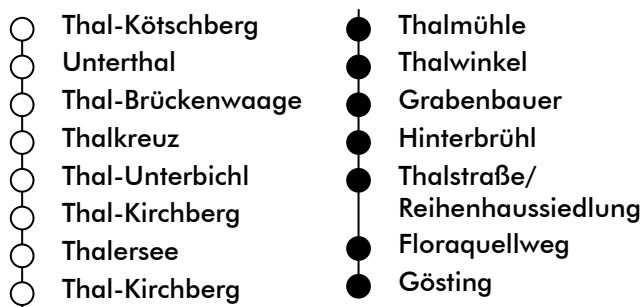 Thal-Kötschberg
Unterthal
Thal-Brückenwaage
Thalkreuz
Thal-Unterbichl
Thal-Kirchberg
Thalersee
Thal-Kirchberg
Thalmühle
Thalwinkel
Grabenbauer
Hinterbrühl
Thalstraße/
Reihenhaussiedlung
Floraquellweg
Gösting